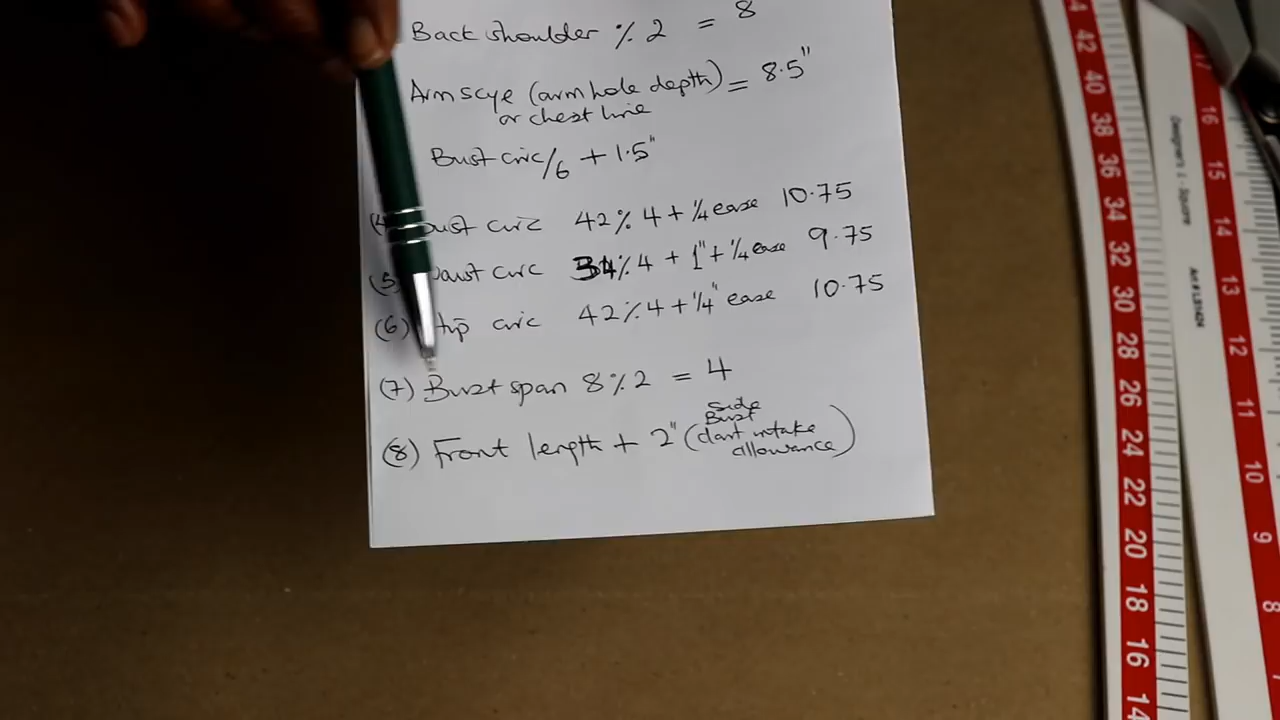 Back shoulder % 2 = 8
Armscye (armhole depth) = 8.5"
or chest line
Bust circ/6 + 1.5"
Bust circ 42 % 4 + 1/4 ease 10.75
(5) waist circ 34 % 4 + 1" + 1/4 ease 9.75
(6) Hip circ 42 % 4 + 1/4" ease 10.75
(7) Bust span 8 % 2 = 4
(8) Front length + 2" (side Bust dart intake allowance)
42
40
38
36
34
32
30
28
26
24
22
20
18
16
14
Designer's L - Square
16
15
14
13
12
11
10
9
8